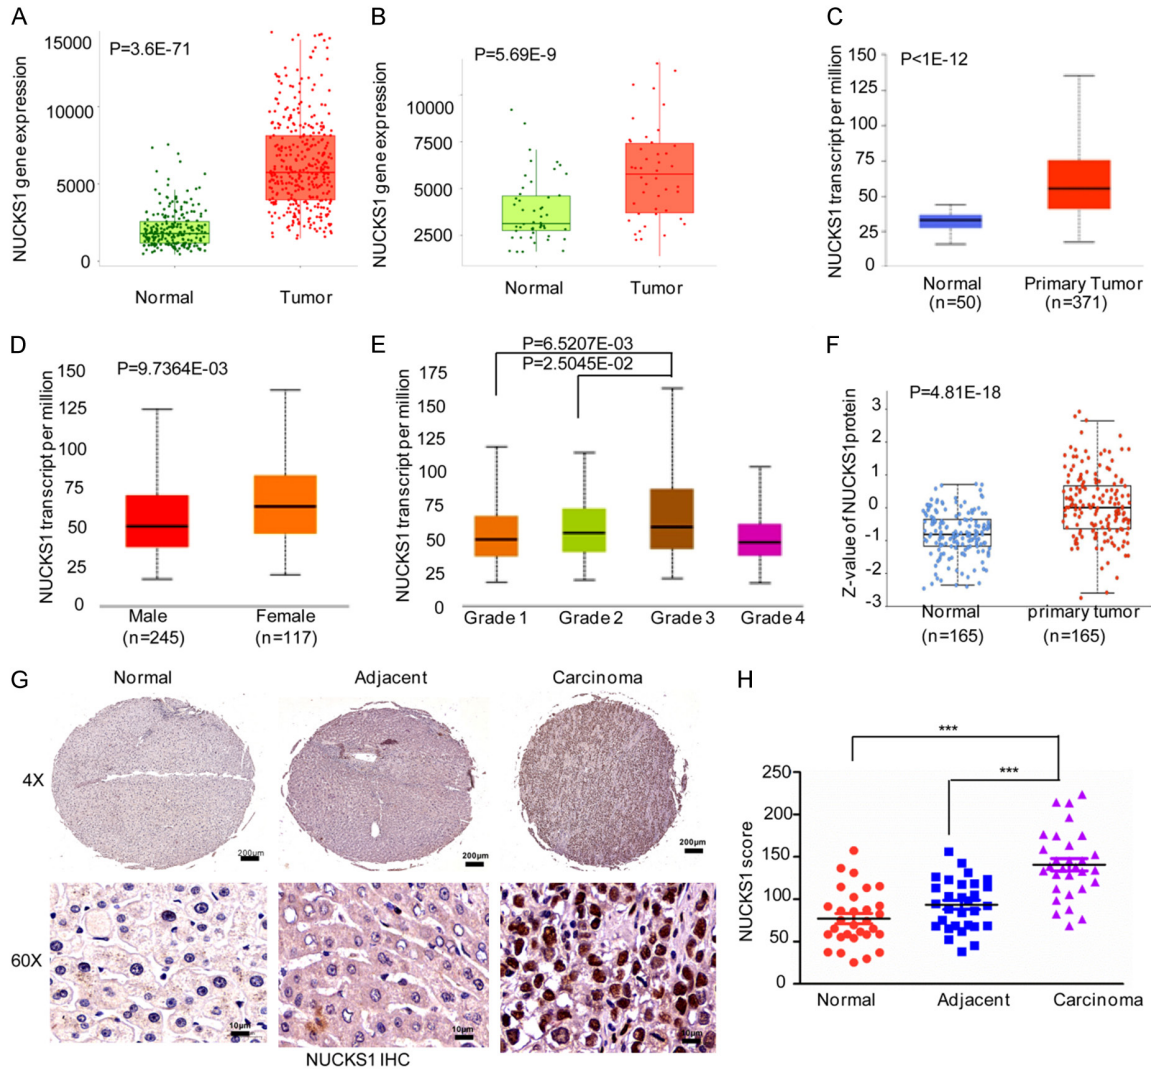 A
NUCKS1 gene expression
15000
10000
5000
0
P=3.6E-71
Normal
Tumor
B
NUCKS1 gene expression
10000
7500
5000
2500
P=5.69E-9
Normal
Tumor
C
NUCKS1 transcript per million
150
125
100
75
50
25
0
P<1E-12
Normal
(n=50)
Primary Tumor
(n=371)
D
NUCKS1 transcript per million
150
125
100
75
50
25
0
P=9.7364E-03
Male
(n=245)
Female
(n=117)
E
NUCKS1 transcript per million
175
150
125
100
75
50
25
0
P=6.5207E-03
P=2.5045E-02
Grade 1
Grade 2
Grade 3
Grade 4
F
Z-value of NUCKS1protein
3
2
1
0
-1
-2
-3
P=4.81E-18
Normal
(n=165)
primary tumor
(n=165)
G
Normal
Adjacent
Carcinoma
4X
200μm
200μm
200μm
60X
10μm
10μm
10μm
NUCKS1 IHC
H
NUCKS1 score
250
200
150
100
50
0
***
***
Normal
Adjacent
Carcinoma